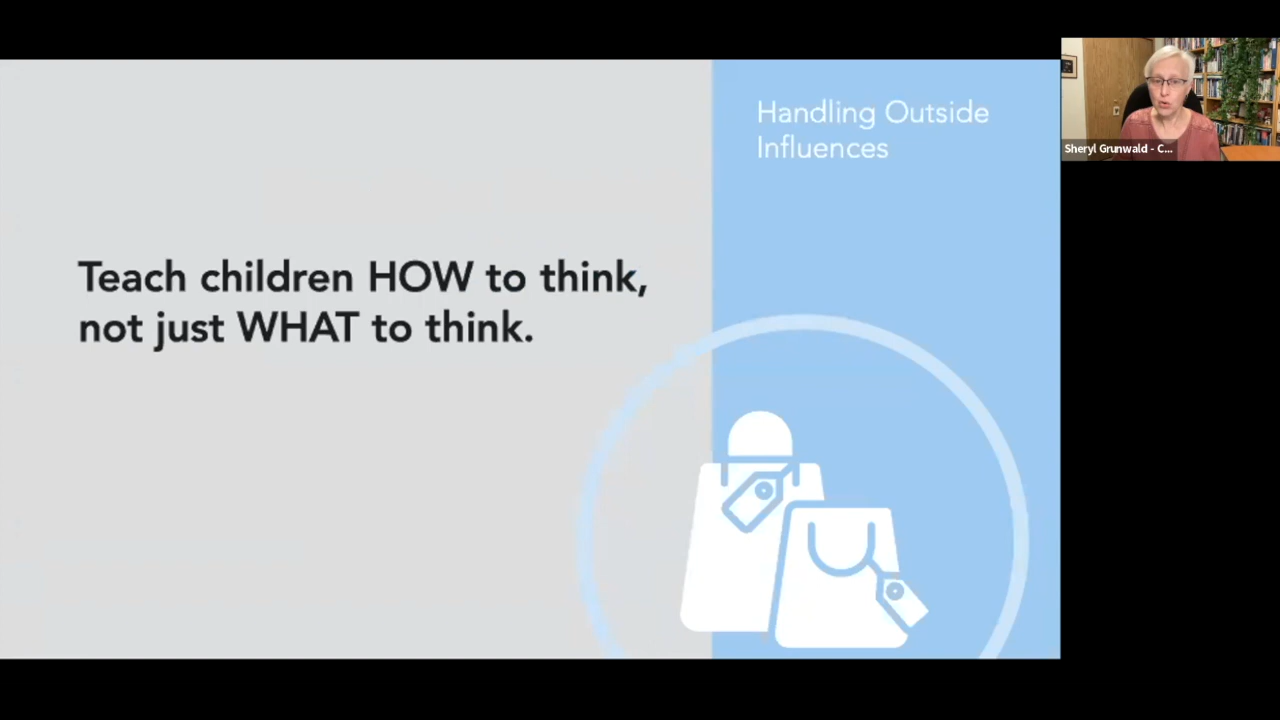 Handling Outside
Influences
Teach children HOW to think,
not just WHAT to think.
Sheryl Grunwald - C...